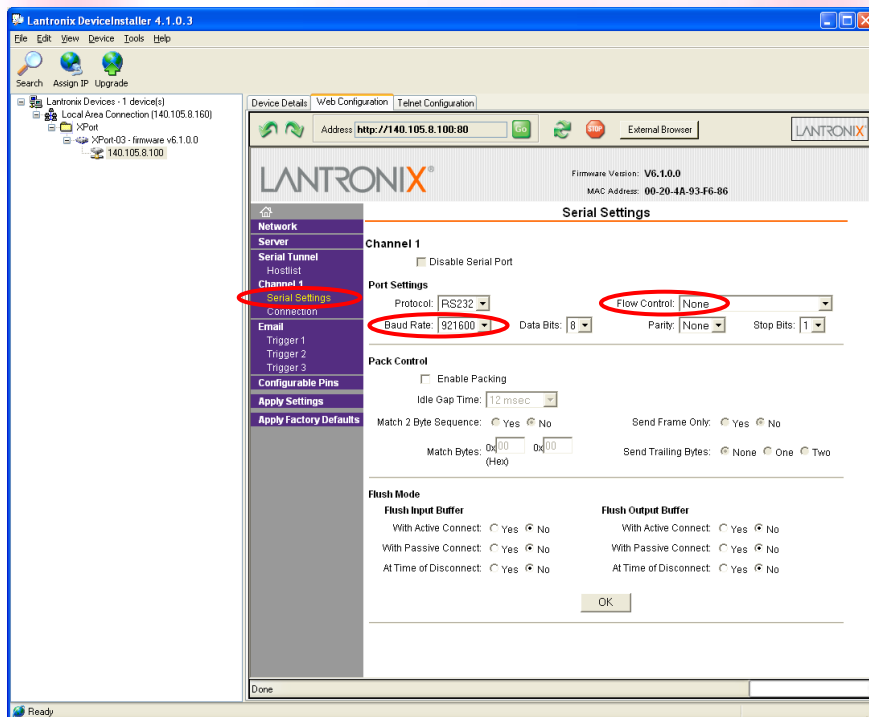 Lantronix DeviceInstaller 4.1.0.3
File Edit View Device Tools Help
Search Assign IP Upgrade
Lantronix Devices - 1 device(s)
Local Area Connection (140.105.8.160)
XPort
XPort-03 - firmware v6.1.0.0
140.105.8.100
Device Details Web Configuration Telnet Configuration
Address http://140.105.8.100:80 Go STOP External Browser LANTRONIX
LANTRONIX®
Firmware Version: V6.1.0.0
MAC Address: 00-20-4A-93-F6-86
Network
Server
Serial Tunnel
Hostlist
Channel 1
Serial Settings
Connection
Email
Trigger 1
Trigger 2
Trigger 3
Configurable Pins
Apply Settings
Apply Factory Defaults
Serial Settings
Channel 1
Disable Serial Port
Port Settings
Protocol: RS232 Flow Control: None
Baud Rate: 921600 Data Bits: 8 Parity: None Stop Bits: 1
Pack Control
Enable Packing
Idle Gap Time: 12 msec
Match 2 Byte Sequence: Yes No Send Frame Only: Yes No
Match Bytes: 0x00 0x00 Send Trailing Bytes: None One Two
(Hex)
Flush Mode
Flush Input Buffer Flush Output Buffer
With Active Connect: Yes No With Active Connect: Yes No
With Passive Connect: Yes No With Passive Connect: Yes No
At Time of Disconnect: Yes No At Time of Disconnect: Yes No
OK
Done
Ready